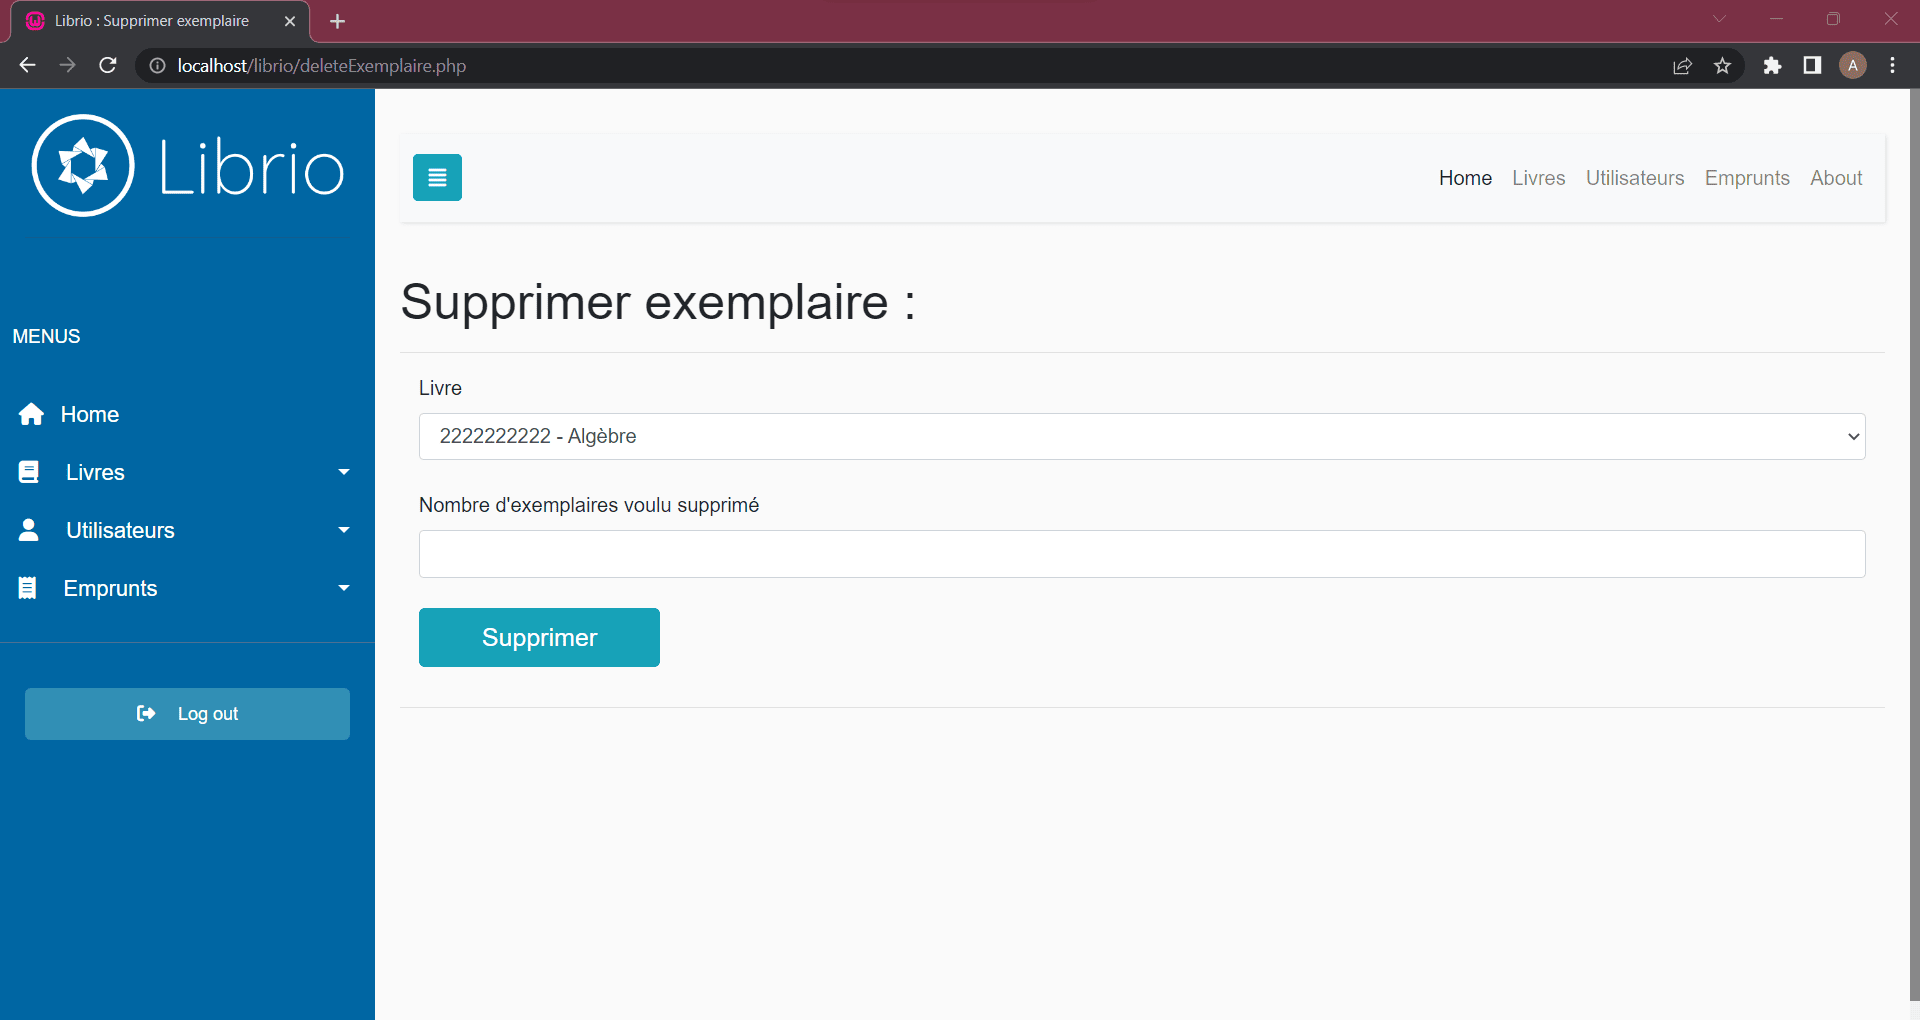 Librio : Supprimer exemplaire
localhost/librio/deleteExemplaire.php
A
Librio
Home Livres Utilisateurs Emprunts About
MENUS
Home
Livres
Utilisateurs
Emprunts
Log out
Supprimer exemplaire :
Livre
2222222222 - Algèbre
Nombre d'exemplaires voulu supprimé
Supprimer